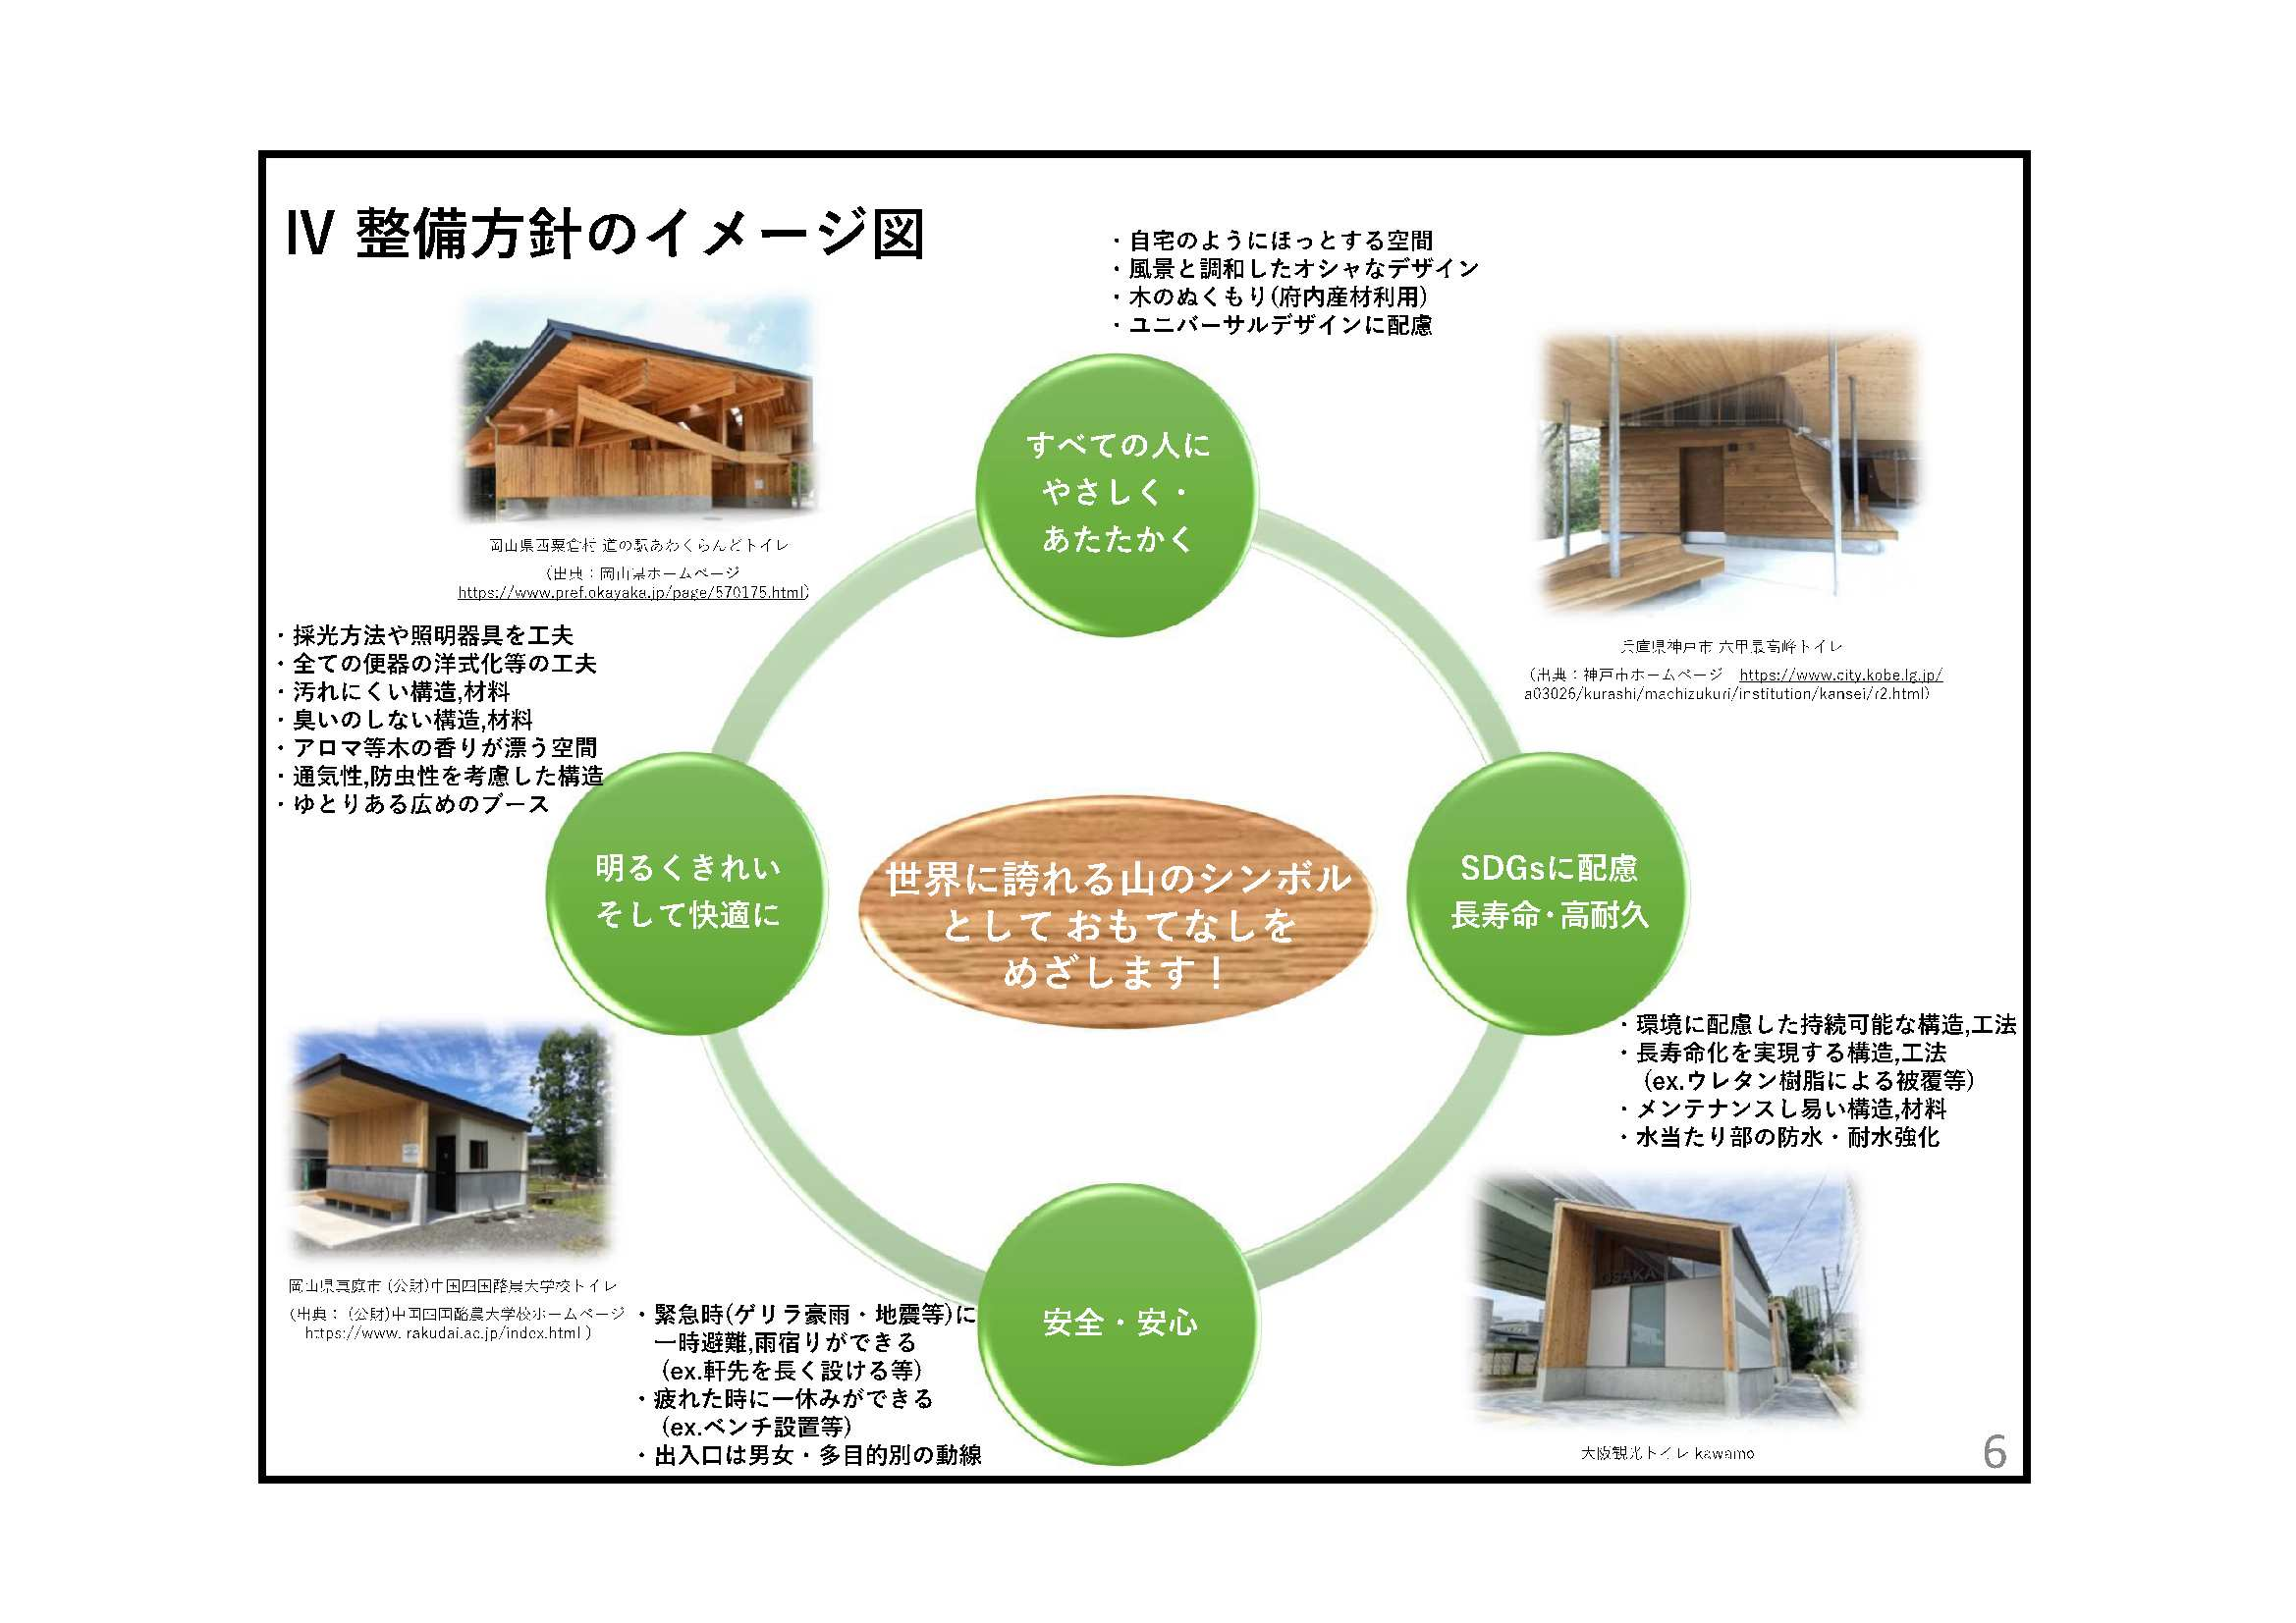 Ⅳ 整備方針のイメージ図
・自宅のようにほっとする空間
・風景と調和したオシャなデザイン
・木のぬくもり(府内産材利用)
・ユニバーサルデザインに配慮
すべての人に
やさしく・
あたたかく
岡山県西粟倉村 道の駅あわくらんどトイレ
（出典：岡山県ホームページ
https://www.pref.okayaka.jp/page/570175.html）
兵庫県神戸市 六甲最高峰トイレ
（出典：神戸市ホームページ https://www.city.kobe.lg.jp/
a03026/kurashi/machizukuri/institution/kansei/r2.html）
・採光方法や照明器具を工夫
・全ての便器の洋式化等の工夫
・汚れにくい構造,材料
・臭いのしない構造,材料
・アロマ等木の香りが漂う空間
・通気性,防虫性を考慮した構造
・ゆとりある広めのブース
明るくきれい
そして快適に
世界に誇れる山のシンボル
として おもてなしを
めざします！
SDGsに配慮
長寿命・高耐久
・環境に配慮した持続可能な構造,工法
・長寿命化を実現する構造,工法
（ex.ウレタン樹脂による被覆等）
・メンテナンスし易い構造,材料
・水当たり部の防水・耐水強化
岡山県真庭市 (公財)中国四国酪農大学校トイレ
（出典：(公財)中国四国酪農大学校ホームページ
https://www. rakudai.ac.jp/index.html ）
・緊急時(ゲリラ豪雨・地震等)に
一時避難,雨宿りができる
（ex.軒先を長く設ける等）
・疲れた時に一休みができる
（ex.ベンチ設置等）
・出入口は男女・多目的別の動線
安全・安心
OSAKA
大阪観光トイレ kawamo
6